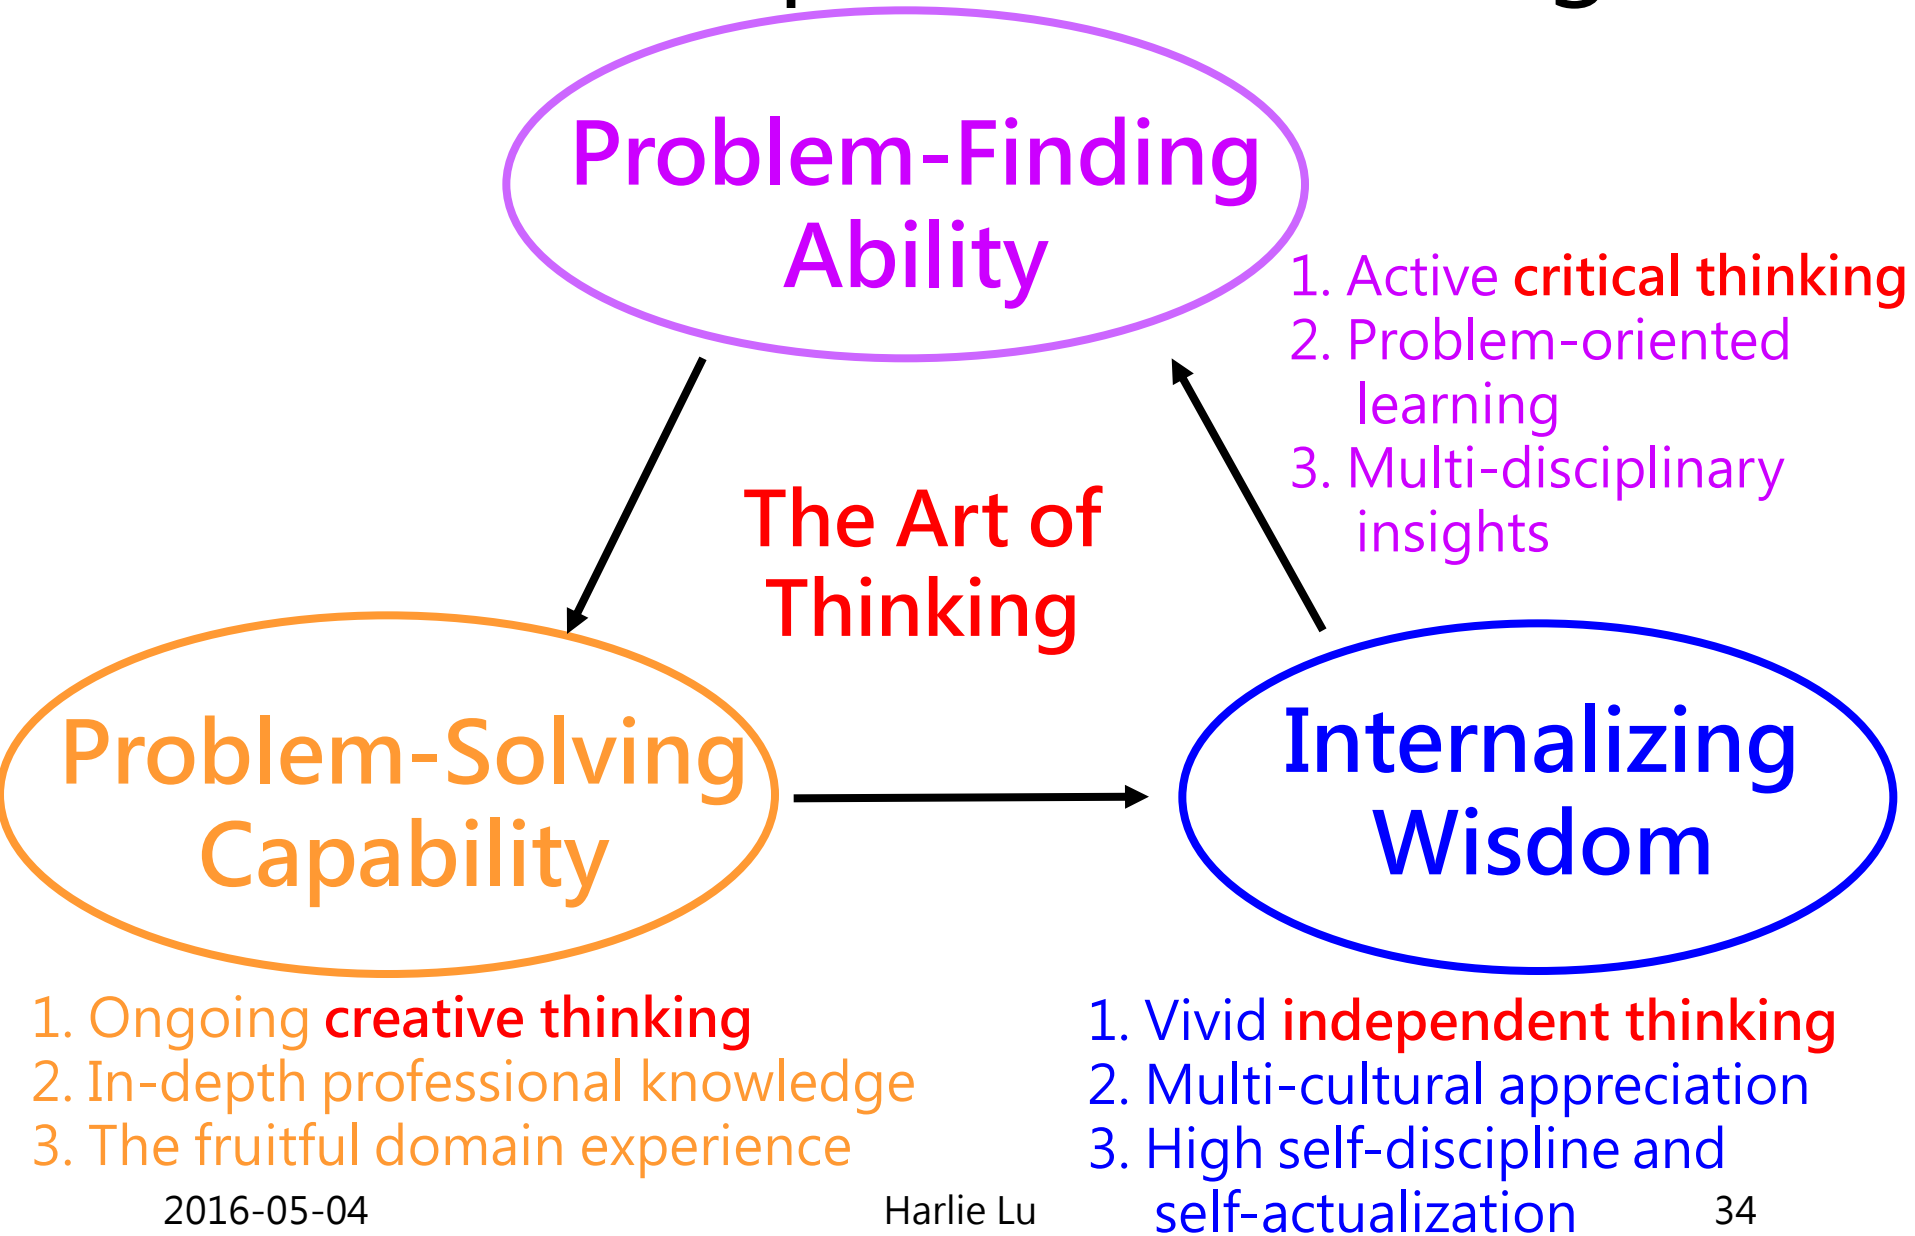 Problem-Finding
Ability
1. Active critical thinking
2. Problem-oriented
learning
3. Multi-disciplinary
insights
The Art of
Thinking
Problem-Solving
Capability
Internalizing
Wisdom
1. Ongoing creative thinking
2. In-depth professional knowledge
3. The fruitful domain experience
1. Vivid independent thinking
2. Multi-cultural appreciation
3. High self-discipline and
self-actualization
2016-05-04
Harlie Lu
34